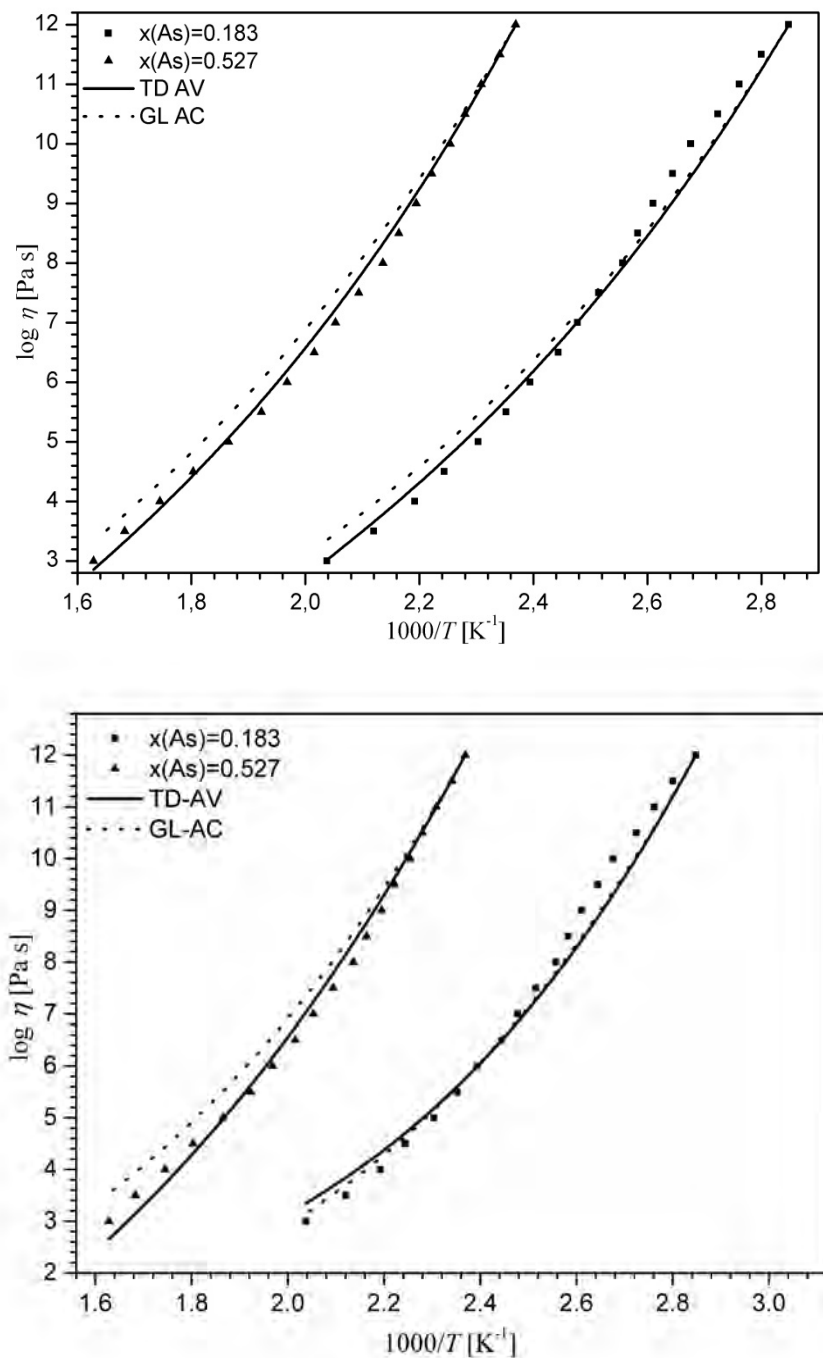 x(As)=0.183
x(As)=0.527
TD AV
GL AC
12
11
10
9
8
7
6
5
4
3
log η [Pa s]
1,6 1,8 2,0 2,2 2,4 2,6 2,8
1000/T [K⁻¹]
x(As)=0.183
x(As)=0.527
TD-AV
GL-AC
12
11
10
9
8
7
6
5
4
3
2
log η [Pa s]
1.6 1.8 2.0 2.2 2.4 2.6 2.8 3.0
1000/T [K⁻¹]